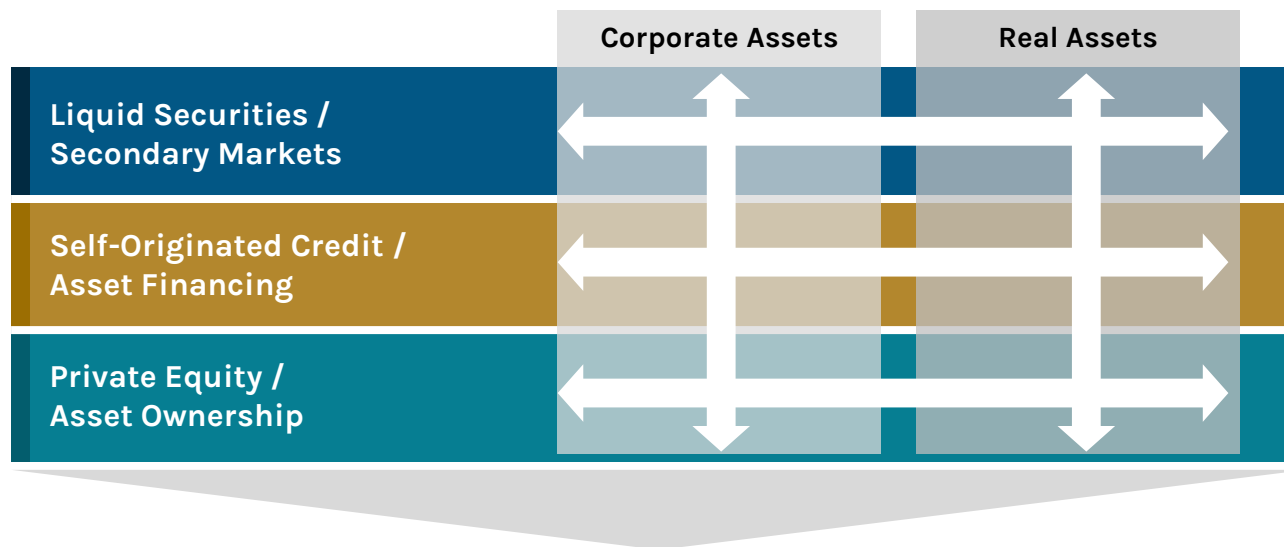 Corporate Assets
Real Assets
Liquid Securities /
Secondary Markets
Self-Originated Credit /
Asset Financing
Private Equity /
Asset Ownership